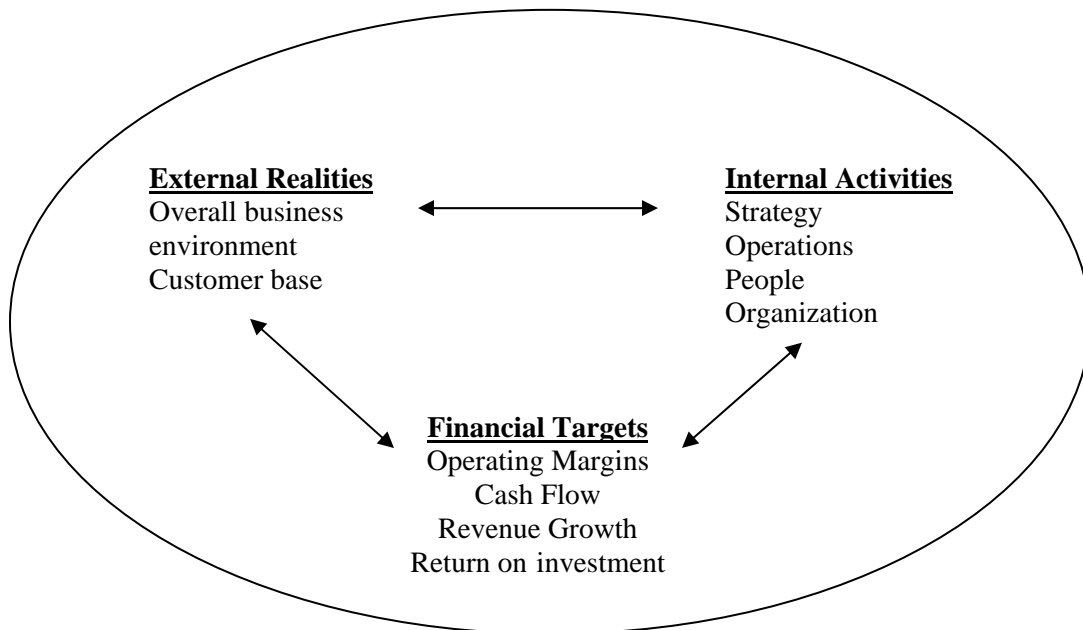 External Realities
Overall business
environment
Customer base
Internal Activities
Strategy
Operations
People
Organization
Financial Targets
Operating Margins
Cash Flow
Revenue Growth
Return on investment